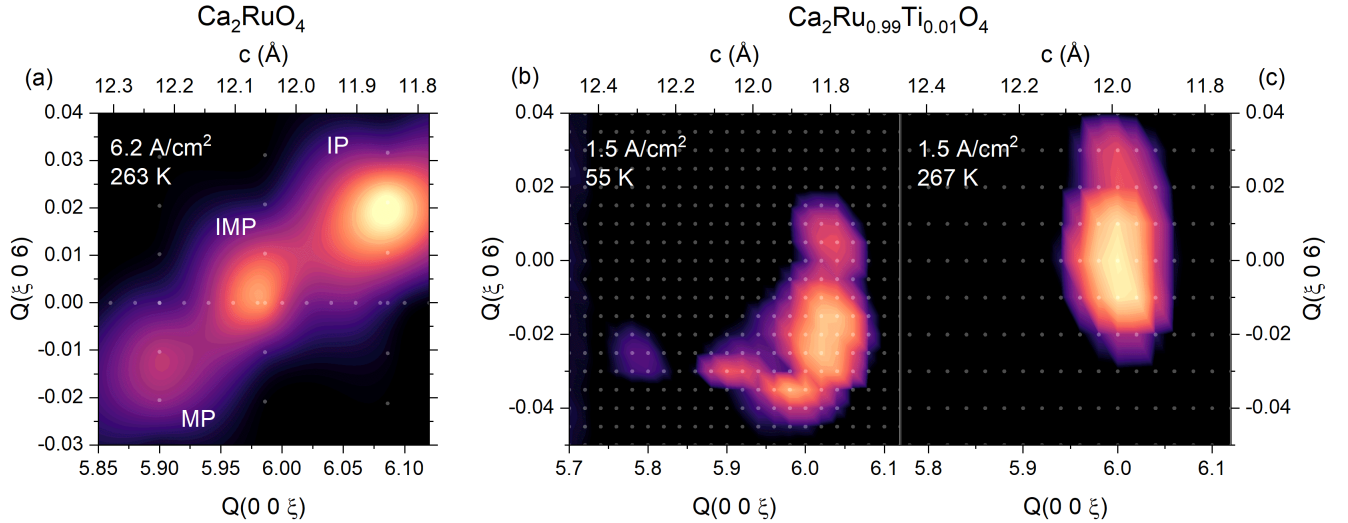 Ca₂RuO₄
Ca₂Ru₀.₉₉Ti₀.₀₁O₄
(a)
c (Å)
12.3 12.2 12.1 12.0 11.9 11.8
6.2 A/cm²
263 K
IP
IMP
MP
0.04
0.03
0.02
0.01
0.00
-0.01
-0.02
-0.03
Q(ξ 0 6)
5.85 5.90 5.95 6.00 6.05 6.10
Q(0 0 ξ)
(b)
c (Å)
12.4 12.2 12.0 11.8
1.5 A/cm²
55 K
0.04
0.02
0.00
-0.02
-0.04
Q(ξ 0 6)
5.7 5.8 5.9 6.0 6.1
Q(0 0 ξ)
c (Å)
(c)
12.4 12.2 12.0 11.8
1.5 A/cm²
267 K
0.04
0.02
0.00
-0.02
-0.04
Q(ξ 0 6)
5.8 5.9 6.0 6.1
Q(0 0 ξ)